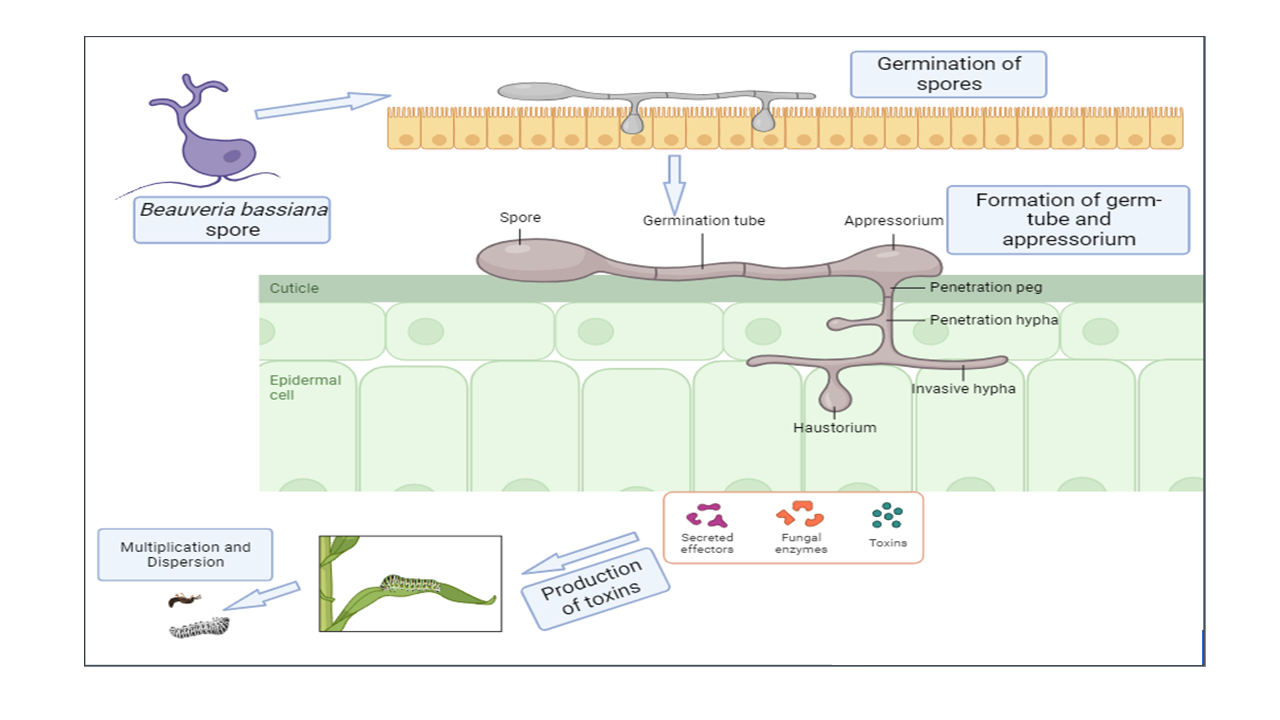 Germination of
spores
Beauveria bassiana
spore
Formation of germ-
tube and
appressorium
Spore
Germination tube
Appressorium
Cuticle
Penetration peg
Penetration hypha
Epidermal
cell
Invasive hypha
Haustorium
Secreted
effectors
Fungal
enzymes
Toxins
Production
of toxins
Multiplication and
Dispersion